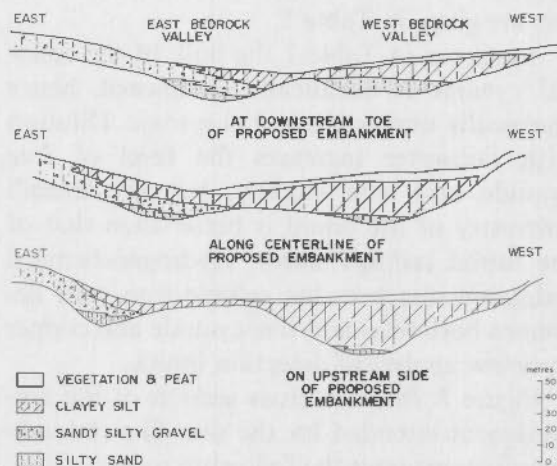 EAST
EAST BEDROCK
VALLEY
WEST BEDROCK
VALLEY
WEST
AT DOWNSTREAM TOE
OF PROPOSED EMBANKMENT
EAST
WEST
ALONG CENTERLINE OF
PROPOSED EMBANKMENT
EAST
WEST
VEGETATION & PEAT
CLAYEY SILT
SANDY SILTY GRAVEL
SILTY SAND
ON UPSTREAM SIDE
OF PROPOSED
EMBANKMENT
metres
50
40
30
20
10
0